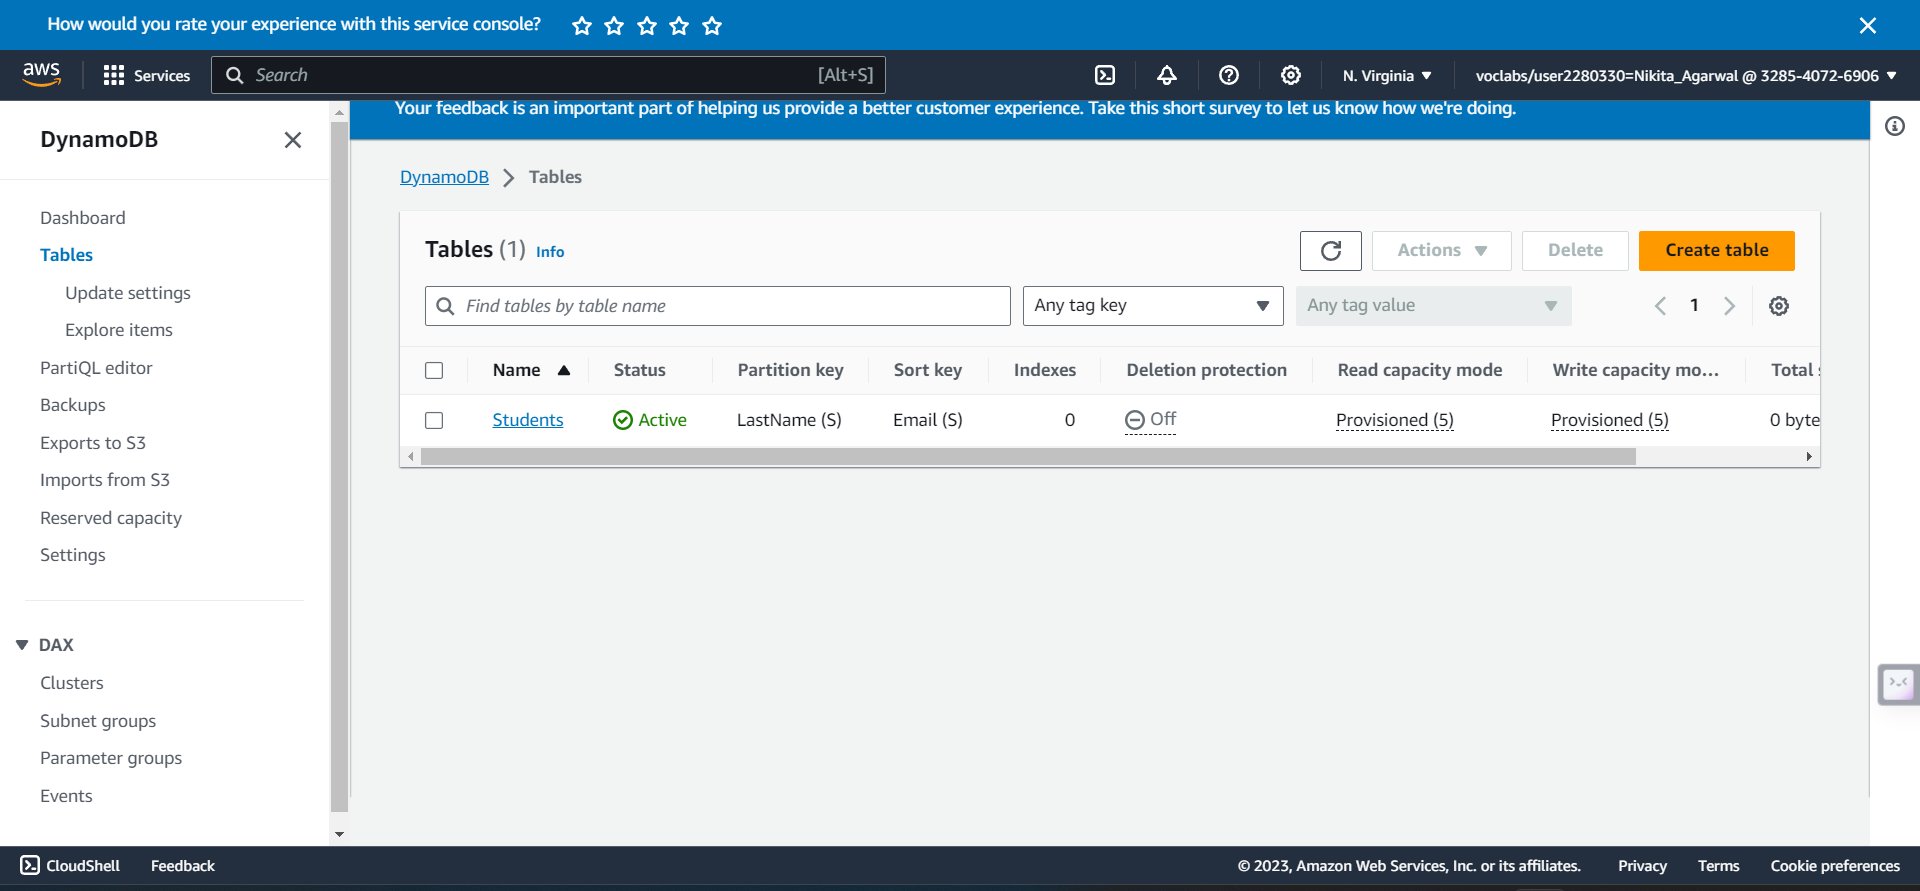 How would you rate your experience with this service console?
aws
Services
Search
[Alt+S]
N. Virginia
voclabs/user2280330=Nikita_Agarwal @ 3285-4072-6906
Your feedback is an important part of helping us provide a better customer experience. Take this short survey to let us know how we're doing.
DynamoDB
Dashboard
Tables
Update settings
Explore items
PartiQL editor
Backups
Exports to S3
Imports from S3
Reserved capacity
Settings
DAX
Clusters
Subnet groups
Parameter groups
Events
DynamoDB
Tables
Tables (1) Info
Actions
Delete
Create table
Find tables by table name
Any tag key
Any tag value
1
Name Status Partition key Sort key Indexes Deletion protection Read capacity mode Write capacity mo... Total
Students Active LastName (S) Email (S) 0 Off Provisioned (5) Provisioned (5) 0 byte
CloudShell Feedback
© 2023, Amazon Web Services, Inc. or its affiliates. Privacy Terms Cookie preferences